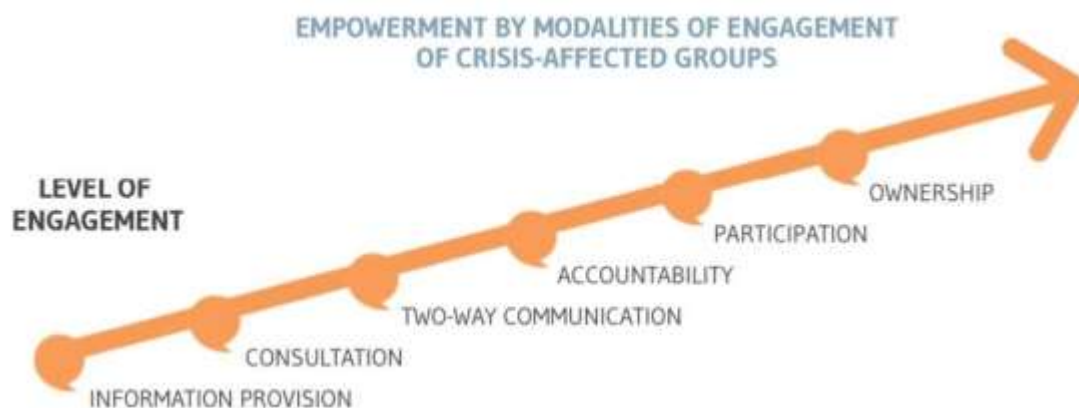 EMPOWERMENT BY MODALITIES OF ENGAGEMENT
OF CRISIS-AFFECTED GROUPS
LEVEL OF
ENGAGEMENT
OWNERSHIP
PARTICIPATION
ACCOUNTABILITY
TWO-WAY COMMUNICATION
CONSULTATION
INFORMATION PROVISION